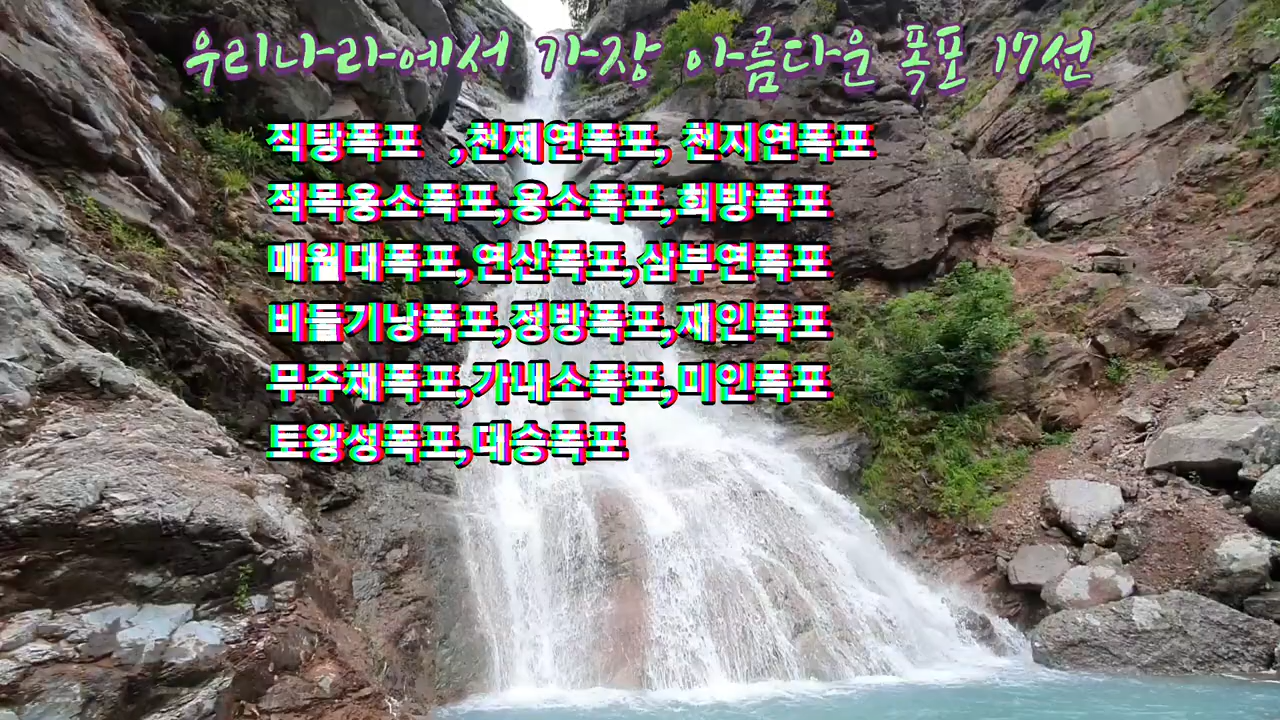 우리나라에서 가장 아름다운 폭포 17선
직탕폭포 ,천제연폭포, 천지연폭포
적목용소폭포,용소폭포,희방폭포
매월대폭포,연산폭포,삼부연폭포
비들기낭폭포,정방폭포,재인폭포
무주채폭포,가내소폭포,미인폭포
토왕성폭포,대승폭포